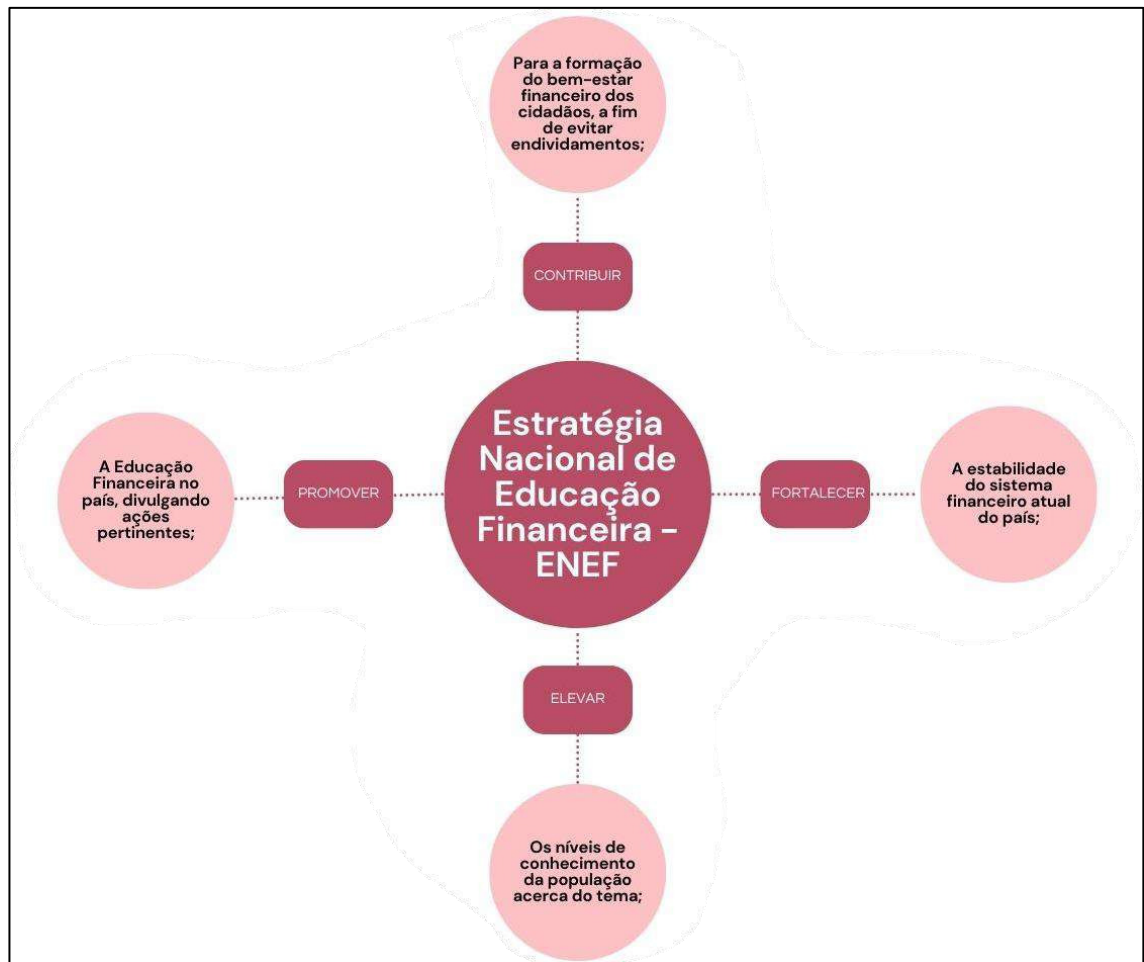 Para a formação
do bem-estar
financeiro dos
cidadãos, a fim
de evitar
endividamentos;
CONTRIBUIR
A Educação
Financeira no
país, divulgando
ações
pertinentes;
PROMOVER
Estratégia
Nacional de
Educação
Financeira -
ENEF
FORTALECER
A estabilidade
do sistema
financeiro atual
do país;
ELEVAR
Os níveis de
conhecimento
da população
acerca do tema;